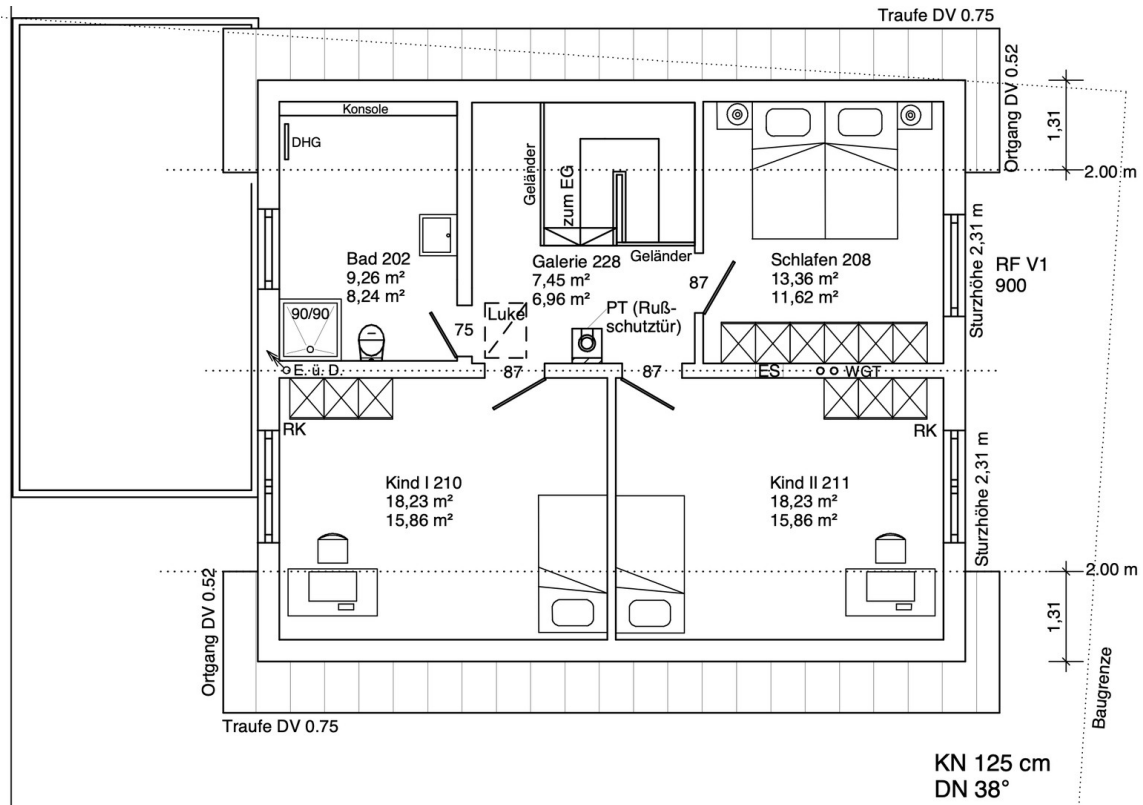 Traufe DV 0.75
Ortgang DV 0.52
1,31
2.00 m
Konsole
DHG
Geländer
zum EG
Geländer
Bad 202
9,26 m²
8,24 m²
Galerie 228
7,45 m²
6,96 m²
Schlafen 208
13,36 m²
11,62 m²
Sturzhöhe 2,31 m
RF V1
900
87
90/90
75
Luke
PT (Ruß-
schutztür)
E. ü. D.
87
87
ES
WGT
RK
RK
Kind I 210
18,23 m²
15,86 m²
Kind II 211
18,23 m²
15,86 m²
Sturzhöhe 2,31 m
2.00 m
1,31
Ortgang DV 0.52
Baugrenze
Traufe DV 0.75
KN 125 cm
DN 38°